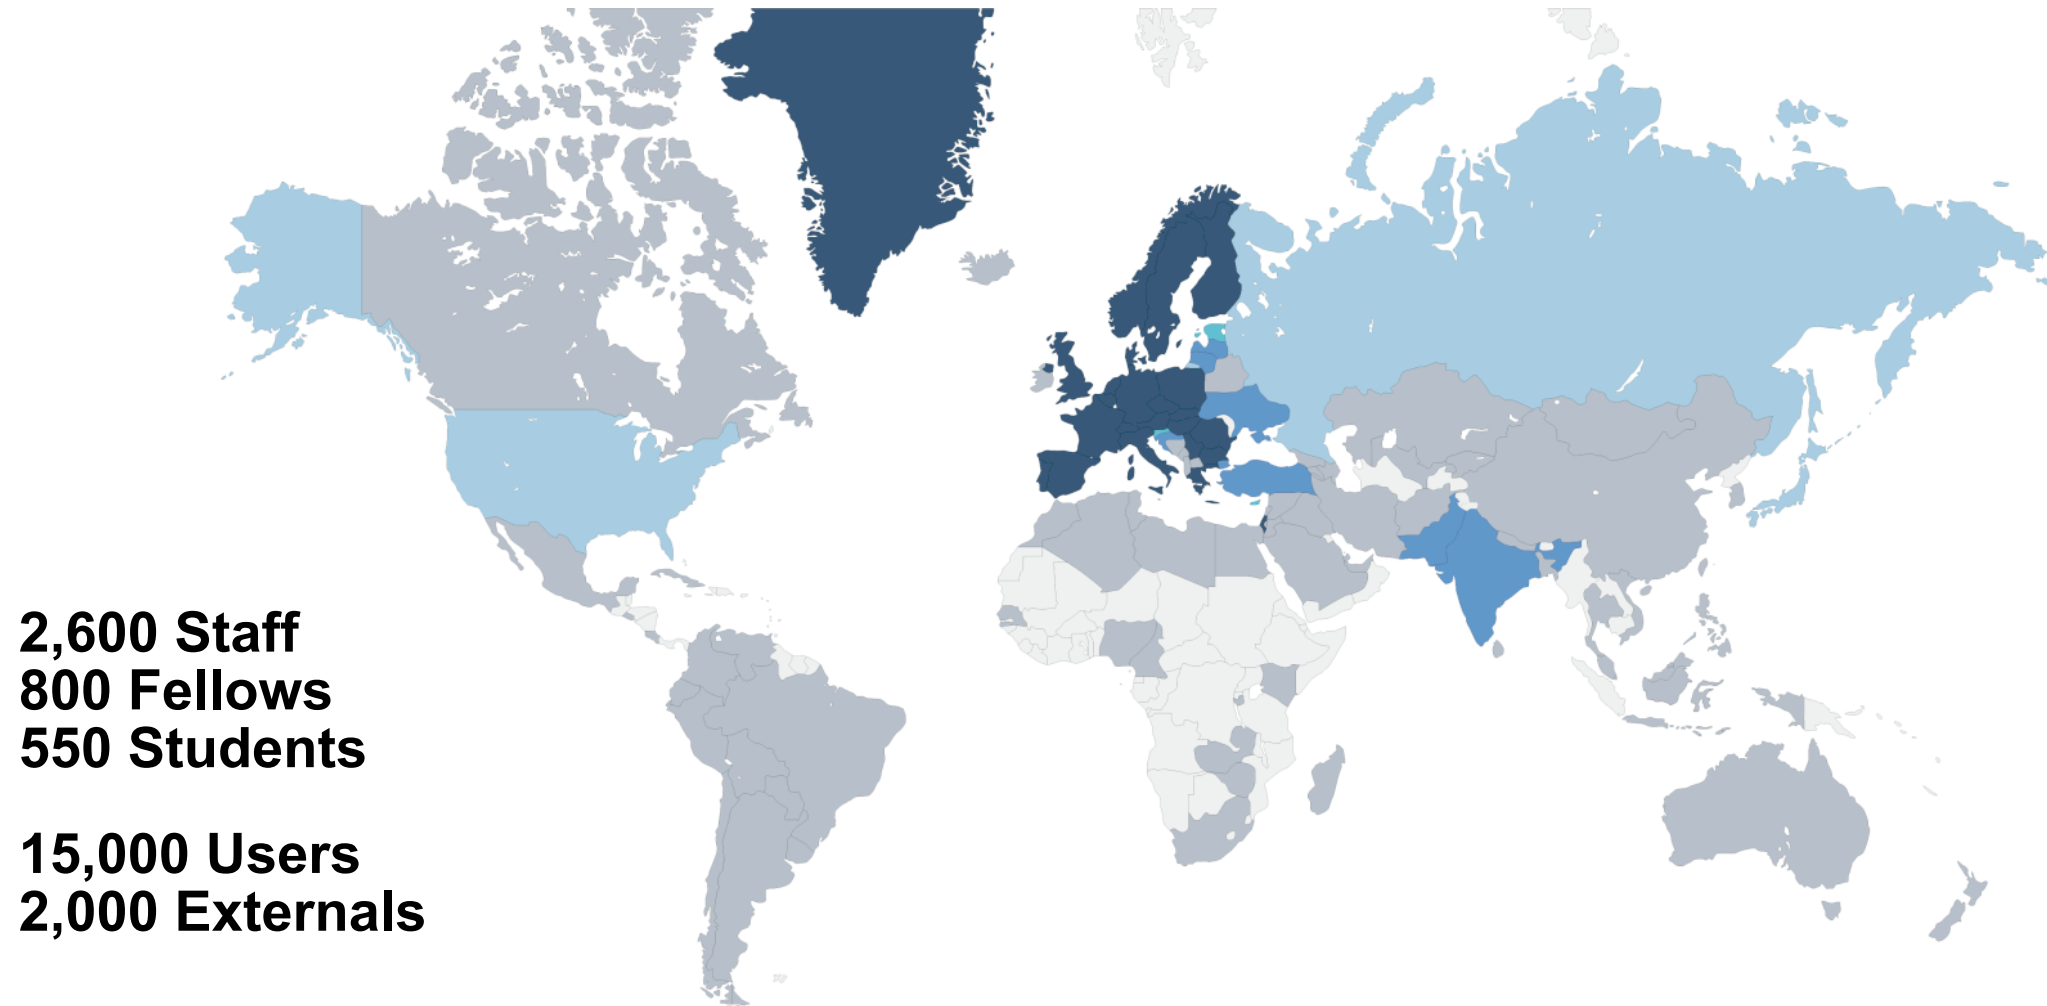 2,600 Staff
800 Fellows
550 Students
15,000 Users
2,000 Externals